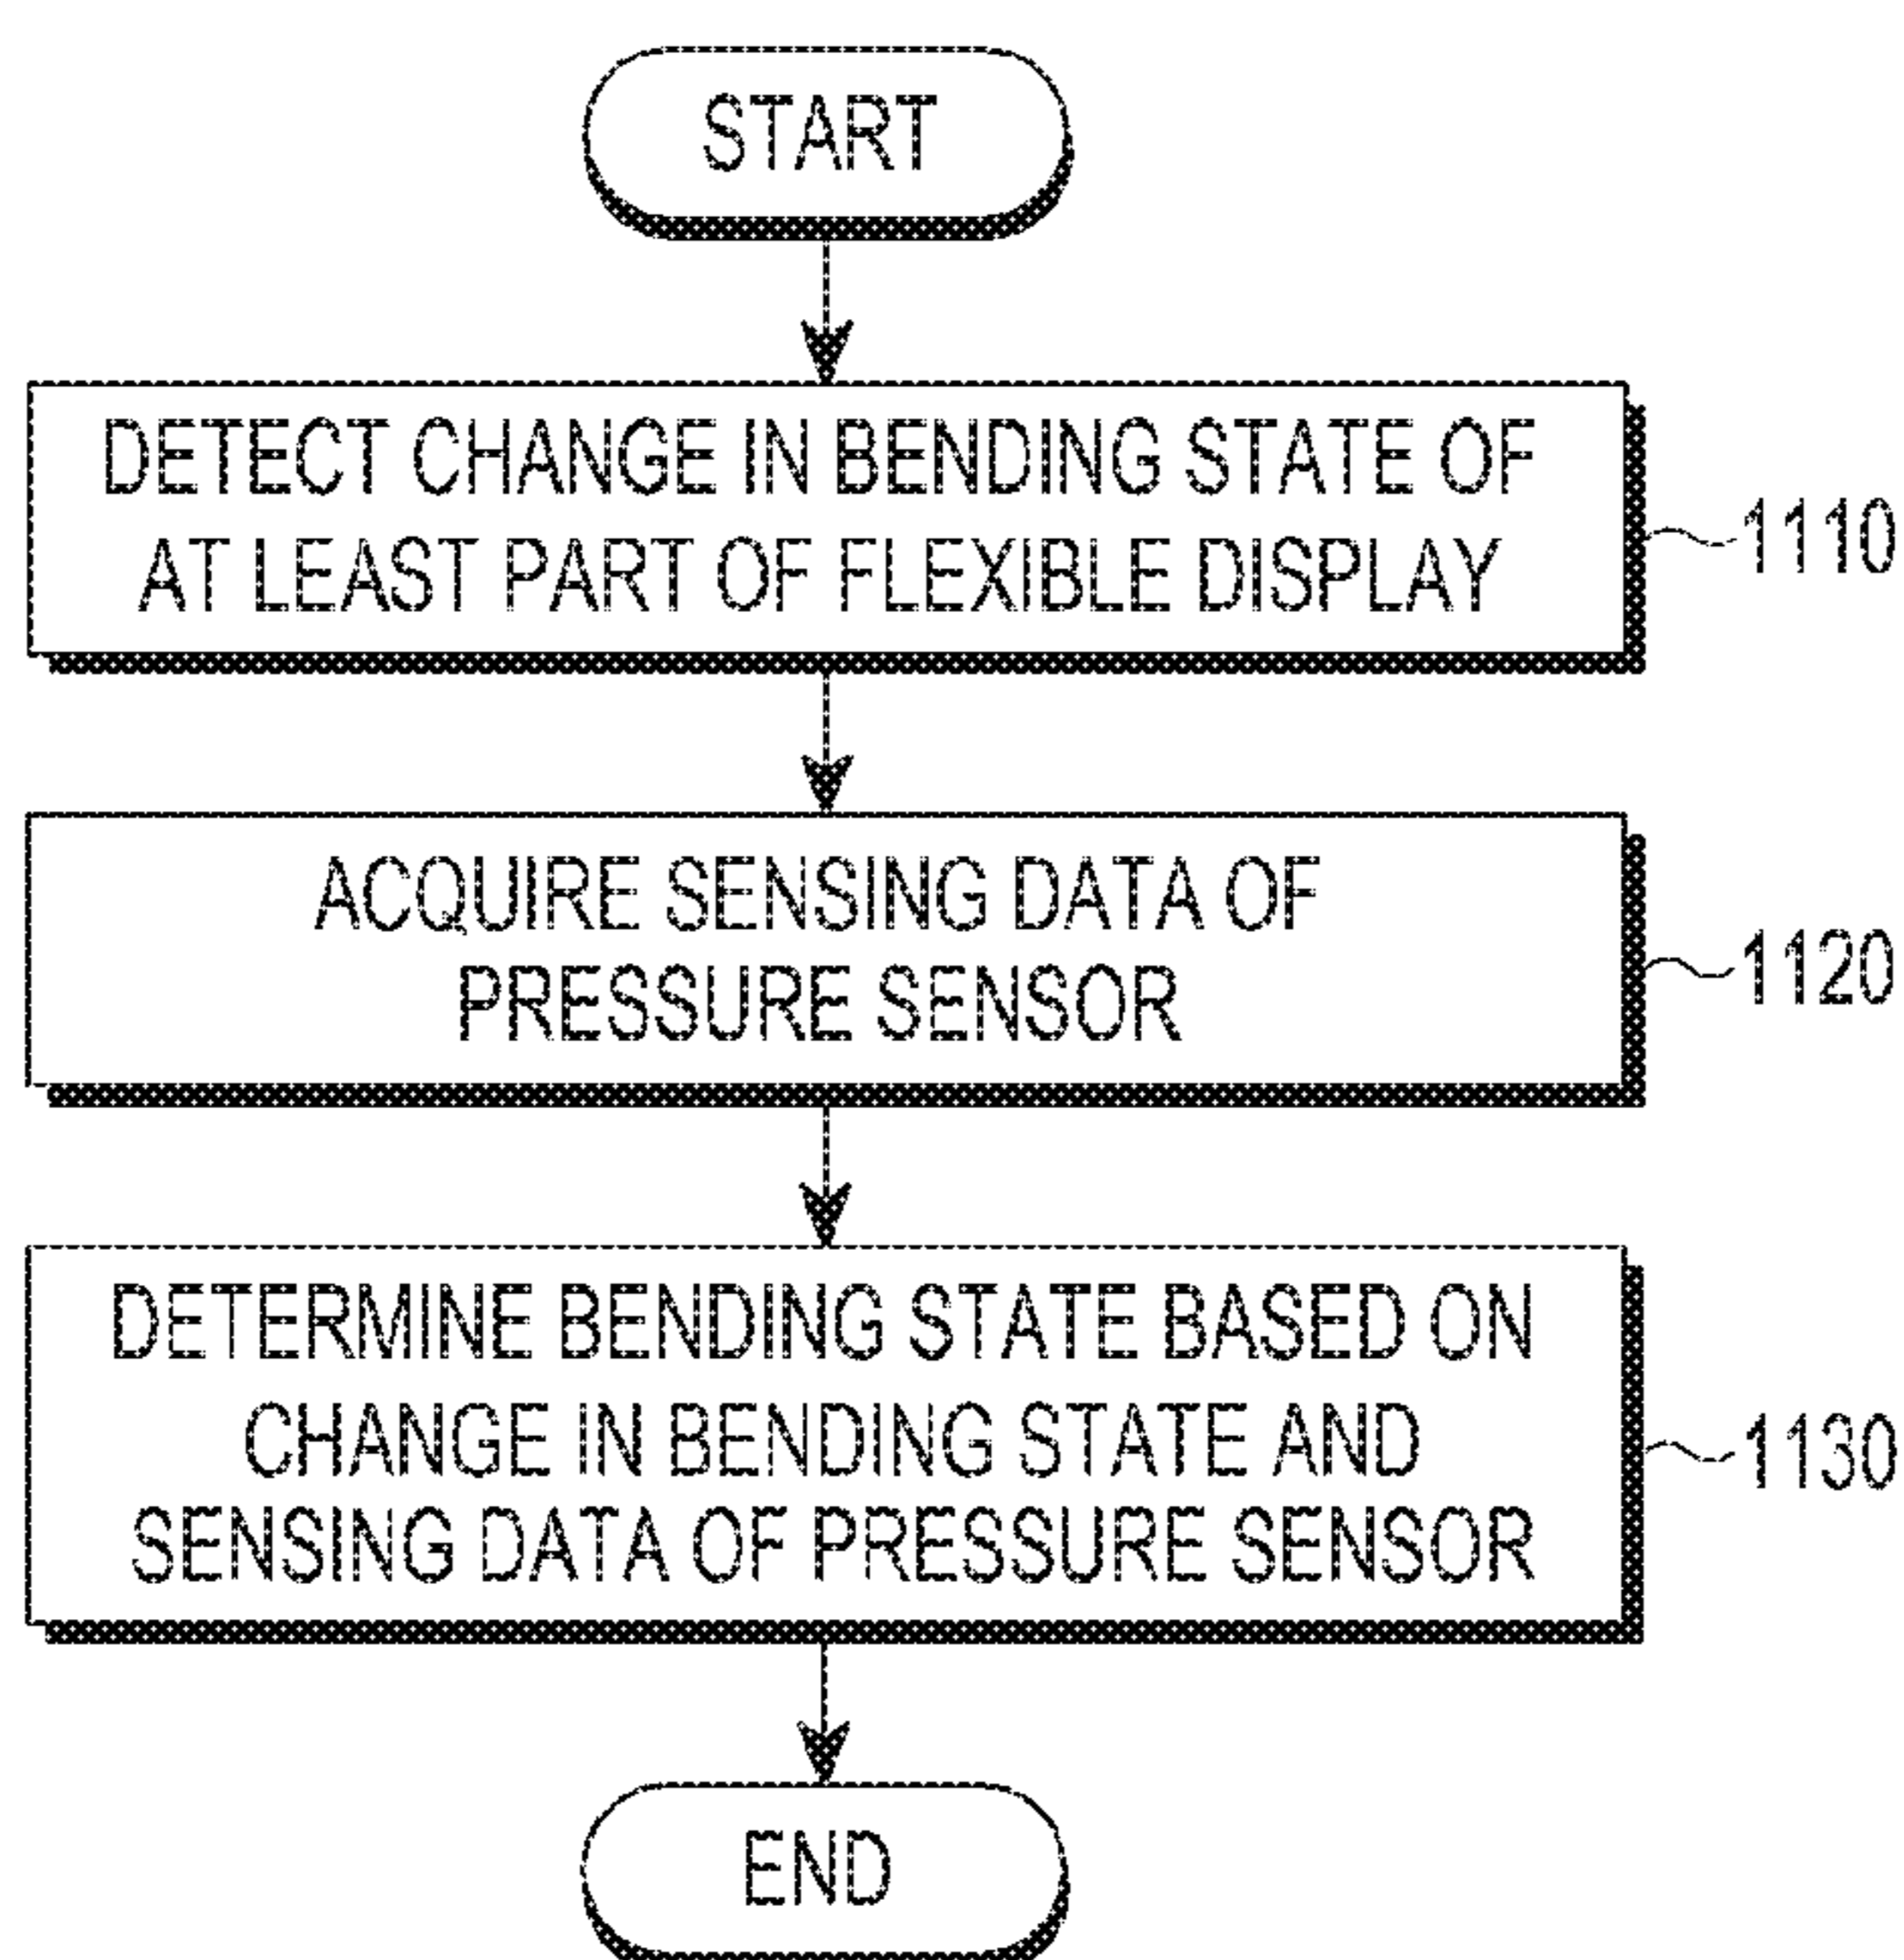 START
DETECT CHANGE IN BENDING STATE OF
AT LEAST PART OF FLEXIBLE DISPLAY
1110
ACQUIRE SENSING DATA OF
PRESSURE SENSOR
1120
DETERMINE BENDING STATE BASED ON
CHANGE IN BENDING STATE AND
SENSING DATA OF PRESSURE SENSOR
1130
END